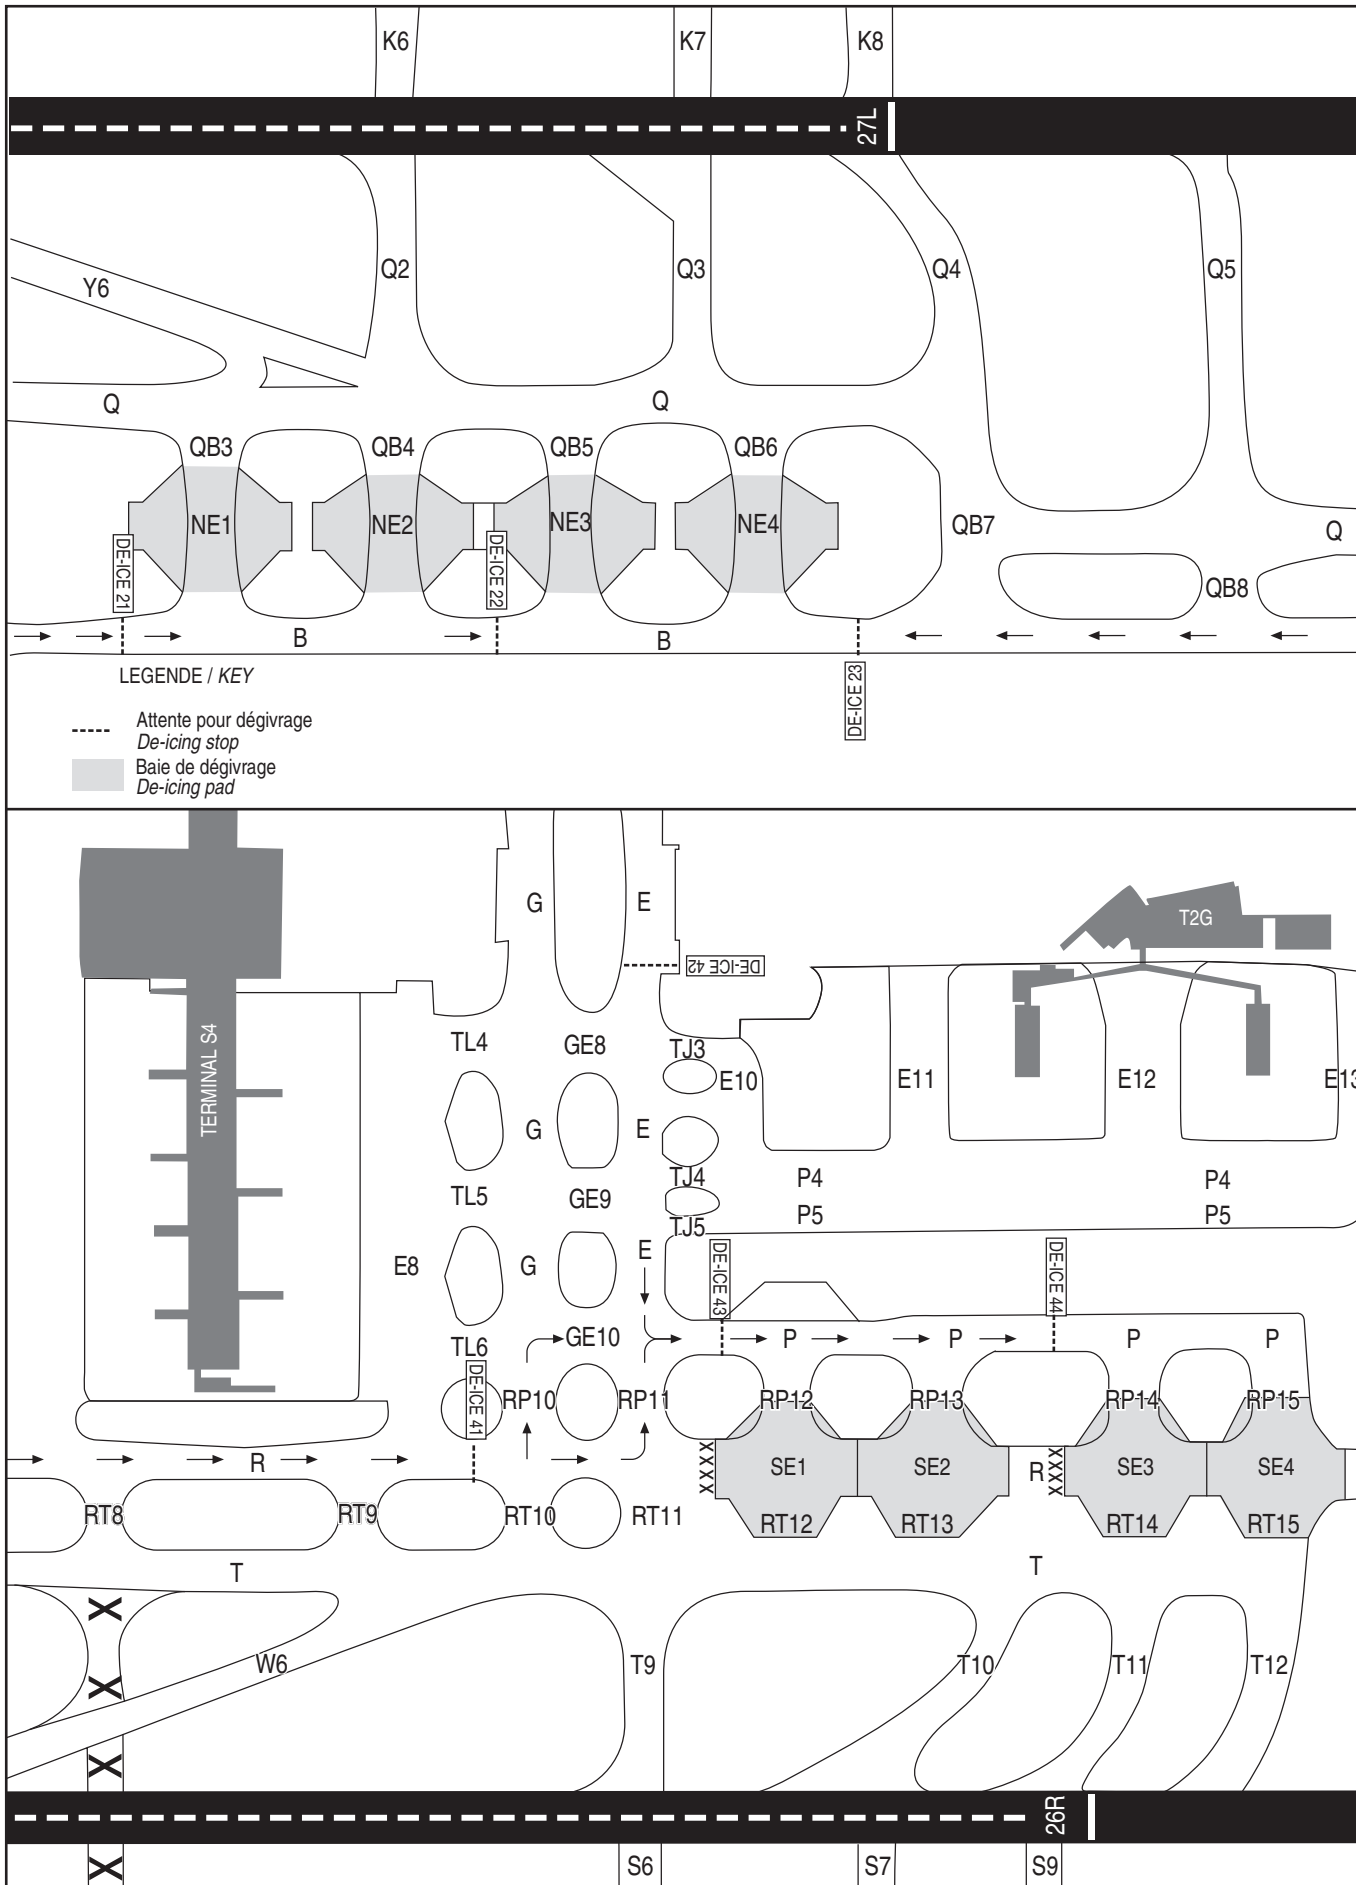 K6
K7
K8
27L
Q2
Q3
Q4
Q5
Y6
Q
Q
QB3
QB4
QB5
QB6
NE1
NE2
NE3
NE4
QB7
Q
DE-ICE 21
DE-ICE 22
QB8
B
B
LEGENDE / KEY
DE-ICE 23
Attente pour dégivrage
De-icing stop
Baie de dégivrage
De-icing pad
G
E
T2G
DE-ICE 42
TERMINAL S4
TL4
GE8
TJ3
E10
E11
E12
E13
G
E
TJ4
P4
P4
TL5
GE9
P5
P5
TJ5
E8
G
E
DE-ICE 43
DE-ICE 44
TL6
GE10
P
P
P
P
DE-ICE 41
RP10
RP11
RP12
RP13
RP14
RP15
R
XXXX
SE1
SE2
R
XXXX
SE3
SE4
RT8
RT9
RT10
RT11
RT12
RT13
RT14
RT15
T
T
X
W6
T9
T10
T11
T12
X
X
26R
X
S6
S7
S9